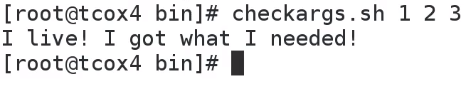 [root@tcox4 bin]# checkargs.sh 1 2 3
I live! I got what I needed!
[root@tcox4 bin]#